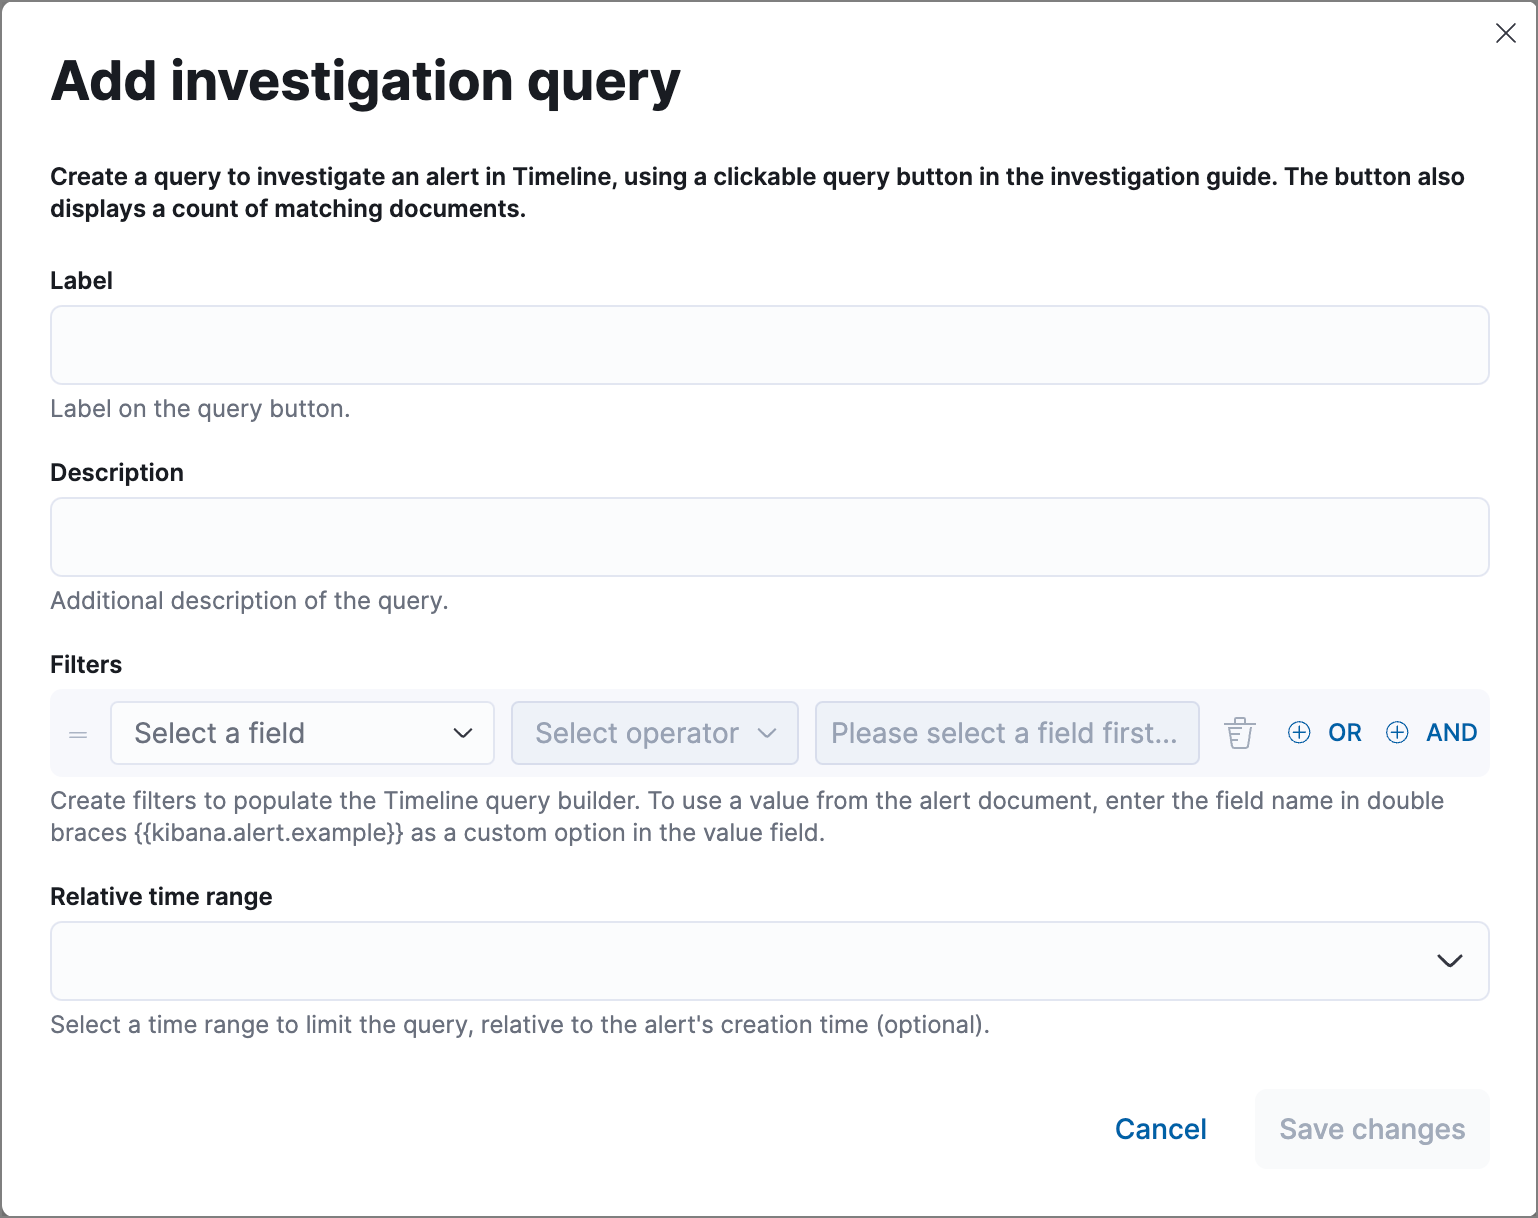 Add investigation query
Create a query to investigate an alert in Timeline, using a clickable query button in the investigation guide. The button also
displays a count of matching documents.
Label
Label on the query button.
Description
Additional description of the query.
Filters
Select a field
Select operator
Please select a field first...
OR
AND
Create filters to populate the Timeline query builder. To use a value from the alert document, enter the field name in double
braces {{kibana.alert.example}} as a custom option in the value field.
Relative time range
Select a time range to limit the query, relative to the alert's creation time (optional).
Cancel
Save changes